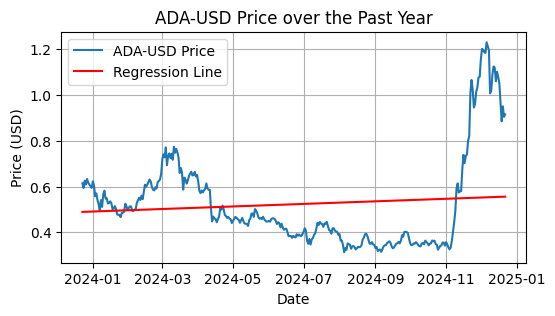 ADA-USD Price over the Past Year
ADA-USD Price
Regression Line
Price (USD)
1.2
1.0
0.8
0.6
0.4
2024-01 2024-03 2024-05 2024-07 2024-09 2024-11 2025-01
Date